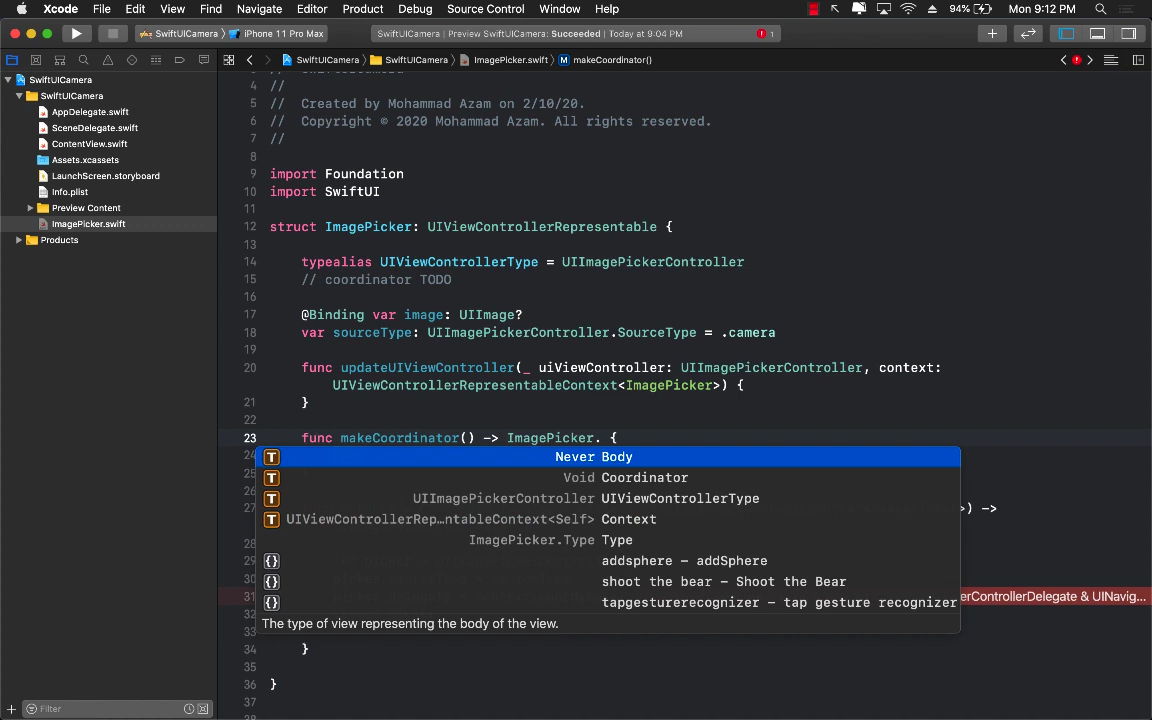 Xcode File Edit View Find Navigate Editor Product Debug Source Control Window Help 94% Mon 9:12 PM
SwiftUICamera iPhone 11 Pro Max SwiftUICamera | Preview SwiftUICamera: Succeeded | Today at 9:04 PM 1
SwiftUICamera SwiftUICamera ImagePicker.swift M makeCoordinator()
SwiftUICamera
SwiftUICamera
AppDelegate.swift
SceneDelegate.swift
ContentView.swift
Assets.xcassets
LaunchScreen.storyboard
Info.plist
Preview Content
ImagePicker.swift
Products
4 //
5 // Created by Mohammad Azam on 2/10/20.
6 // Copyright © 2020 Mohammad Azam. All rights reserved.
7 //
8
9 import Foundation
10 import SwiftUI
11
12 struct ImagePicker: UIViewControllerRepresentable {
13
14 typealias UIViewControllerType = UIImagePickerController
15 // coordinator TODO
16
17 @Binding var image: UIImage?
18 var sourceType: UIImagePickerController.SourceType = .camera
19
20 func updateUIViewController(_ uiViewController: UIImagePickerController, context:
UIViewControllerRepresentableContext<ImagePicker>) {
21 }
22
23 func makeCoordinator() -> ImagePicker. {
T Never Body
T Void Coordinator
T UIImagePickerController UIViewControllerType
>) ->
T UIViewControllerRep…ntableContext<Self> Context
ImagePicker.Type Type
{} addsphere – addSphere
{} shoot the bear – Shoot the Bear
31 erControllerDelegate & UINavig...
{} tapgesturerecognizer – tap gesture recognizer
The type of view representing the body of the view.
34 }
35
36 }
37
Filter